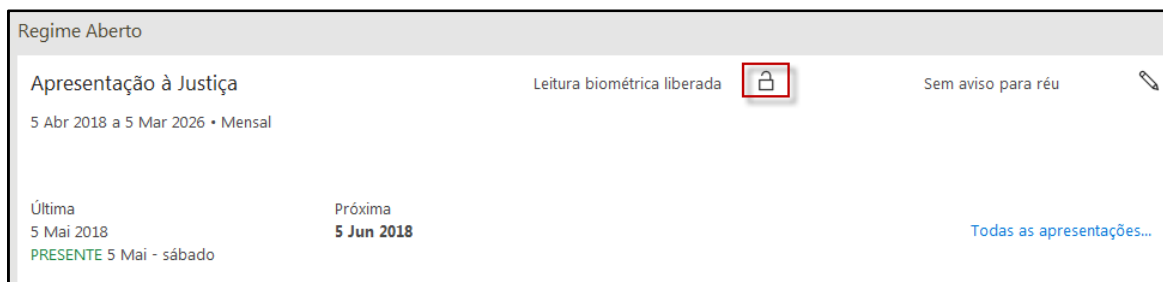 Regime Aberto
Apresentação à Justiça Leitura biométrica liberada Sem aviso para réu
5 Abr 2018 a 5 Mar 2026 • Mensal
Última Próxima
5 Mai 2018 5 Jun 2018 Todas as apresentações...
PRESENTE 5 Mai - sábado